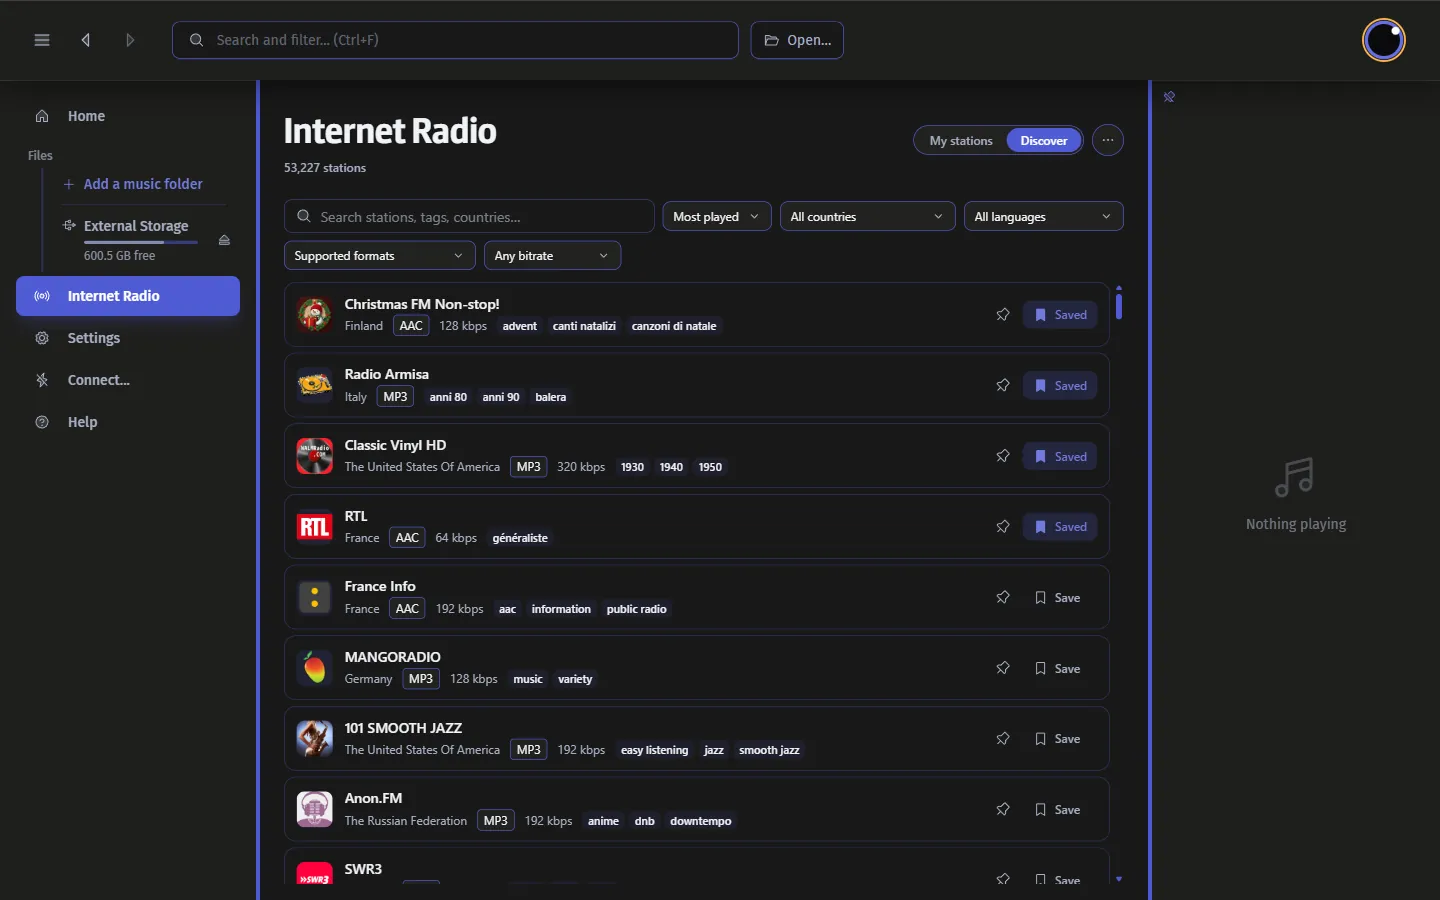 Search and filter... (Ctrl+F)
Open...
Home
Files
Add a music folder
External Storage
600.5 GB free
Internet Radio
Settings
Connect...
Help
Internet Radio
53,227 stations
My stations
Discover
Search stations, tags, countries...
Most played
All countries
All languages
Supported formats
Any bitrate
Christmas FM Non-stop!
Finland AAC 128 kbps advent canti natalizi canzoni di natale
Saved
Radio Armisa
Italy MP3 anni 80 anni 90 balera
Saved
Classic Vinyl HD
The United States Of America MP3 320 kbps 1930 1940 1950
Saved
RTL
RTL
France AAC 64 kbps généraliste
Saved
France Info
France AAC 192 kbps aac information public radio
Save
MANGORADIO
Germany MP3 128 kbps music variety
Save
101 SMOOTH JAZZ
The United States Of America MP3 192 kbps easy listening jazz smooth jazz
Save
Anon.FM
The Russian Federation MP3 192 kbps anime dnb downtempo
Save
SWR3
SWR3
Save
Nothing playing